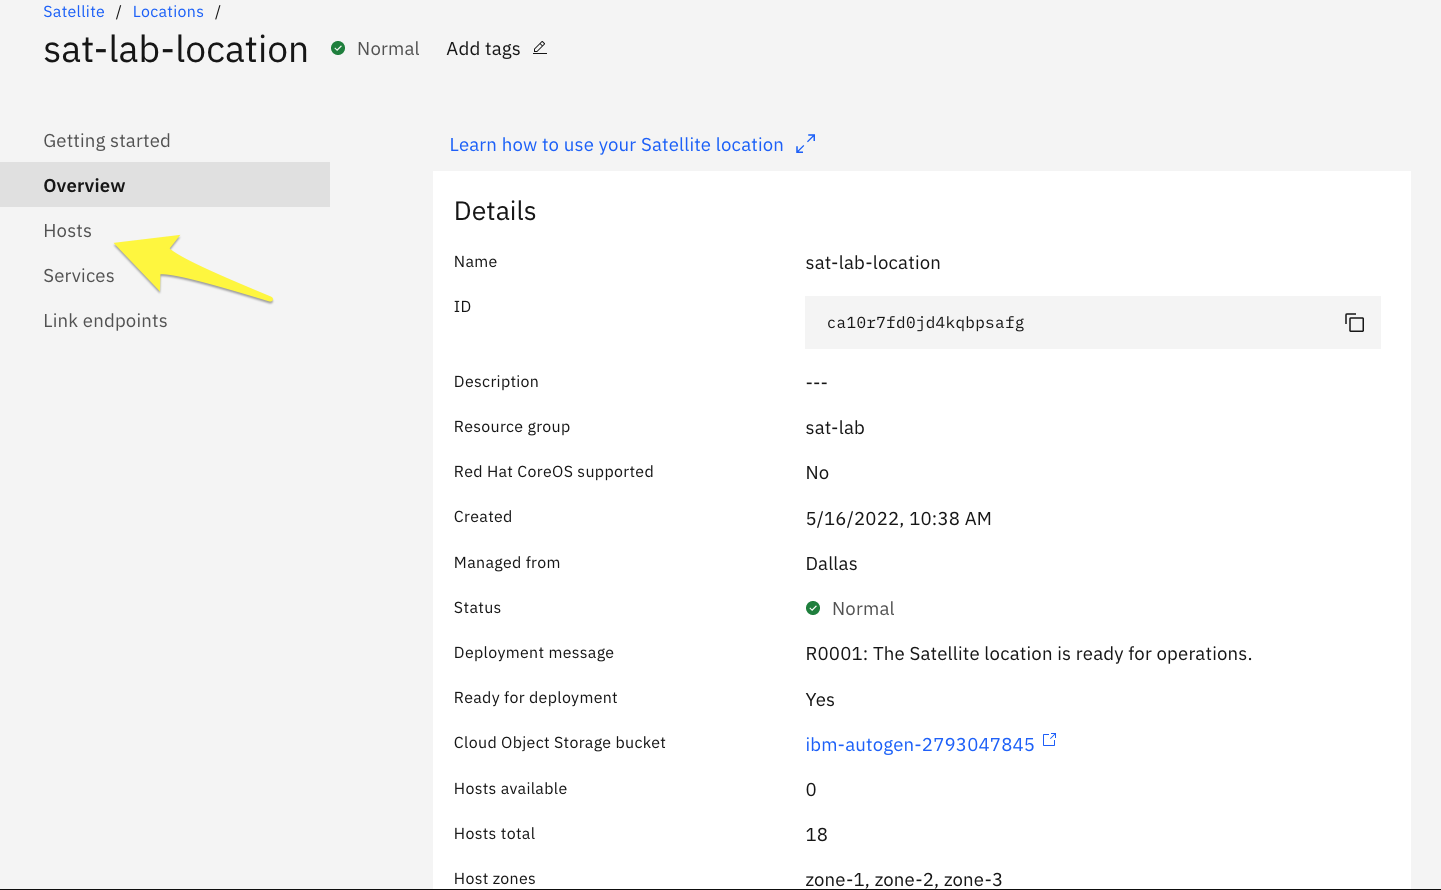 Satellite / Locations /
sat-lab-location Normal Add tags
Getting started
Overview
Hosts
Services
Link endpoints
Learn how to use your Satellite location
Details
Name sat-lab-location
ID ca10r7fd0jd4kqbpsafg
Description ---
Resource group sat-lab
Red Hat CoreOS supported No
Created 5/16/2022, 10:38 AM
Managed from Dallas
Status Normal
Deployment message R0001: The Satellite location is ready for operations.
Ready for deployment Yes
Cloud Object Storage bucket ibm-autogen-2793047845
Hosts available 0
Hosts total 18
Host zones zone-1, zone-2, zone-3